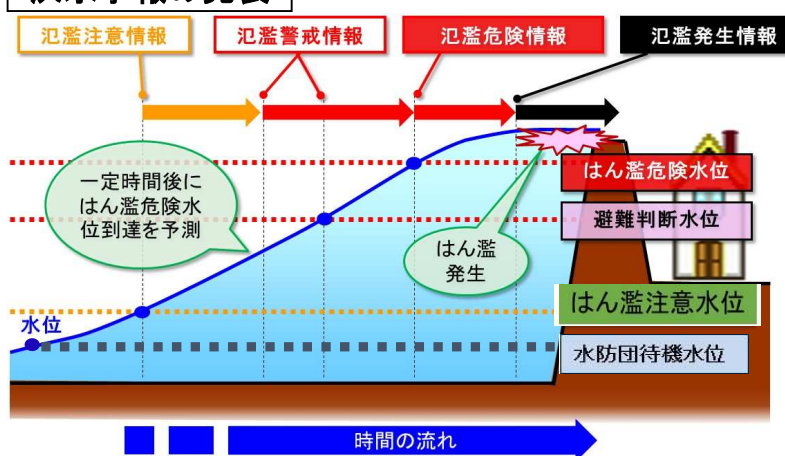 氾濫注意情報
氾濫警戒情報
氾濫危険情報
氾濫発生情報
一定時間後に
はん濫危険水
位到達を予測
はん濫
発生
はん濫危険水位
避難判断水位
はん濫注意水位
水防団待機水位
水位
時間の流れ